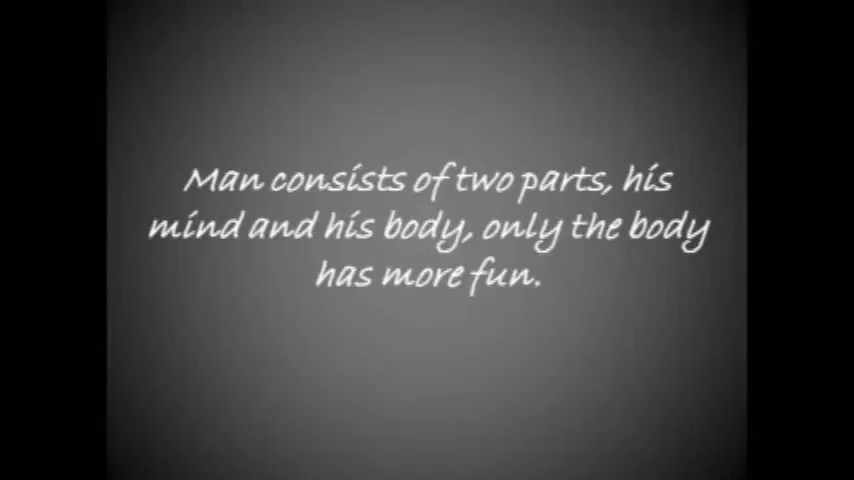 Man consists of two parts, his
mind and his body, only the body
has more fun.